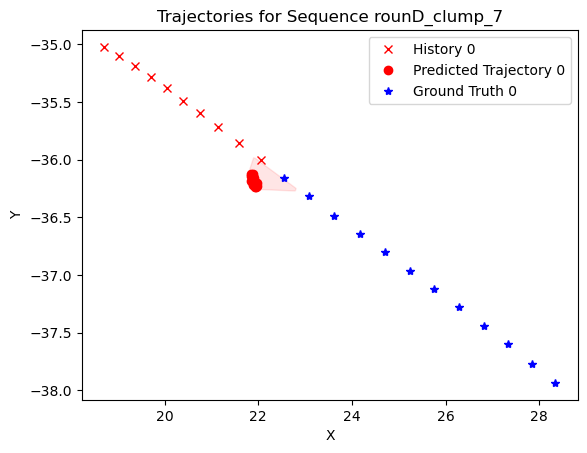 Trajectories for Sequence rounD_clump_7
History 0
Predicted Trajectory 0
Ground Truth 0
−35.0
−35.5
−36.0
−36.5
−37.0
−37.5
−38.0
Y
20
22
24
26
28
X